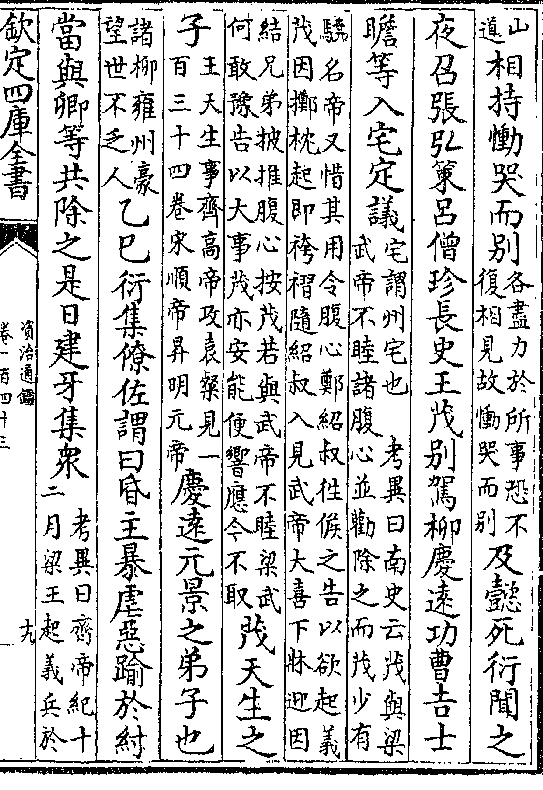 山
道
相持慟哭而別
各盡力於所事恐不
復相見故慟哭而別
及懿死衍聞之
夜召張弘策呂僧珍長史王茂別駕柳慶遠功曹吉士
瞻等入宅定議
宅謂州宅也　考異曰南史云茂與梁
武帝不睦諸腹心並勸除之而茂少有
驍名帝又惜其用令腹心鄭紹叔往候之告以欲起義
茂因擲枕起即袴褶隨紹叔入見武帝大喜下牀迎因
結兄弟披推腹心按茂若與武帝不睦梁武
何敢豫告以大事茂亦安能便響應今不取
茂天生之
子
王天生事齊高帝攻袁粲見一
百三十四卷宋順帝昇明元帝
慶遠元景之弟子也
諸柳雍州豪
望世不乏人
乙巳衍集僚佐謂曰昏主暴虐惡踰於紂
當與卿等共除之是日建牙集衆
考異曰齊帝紀十
二月梁王起義兵於
欽定四庫全書
資治通鑑
卷一百四十三
十九